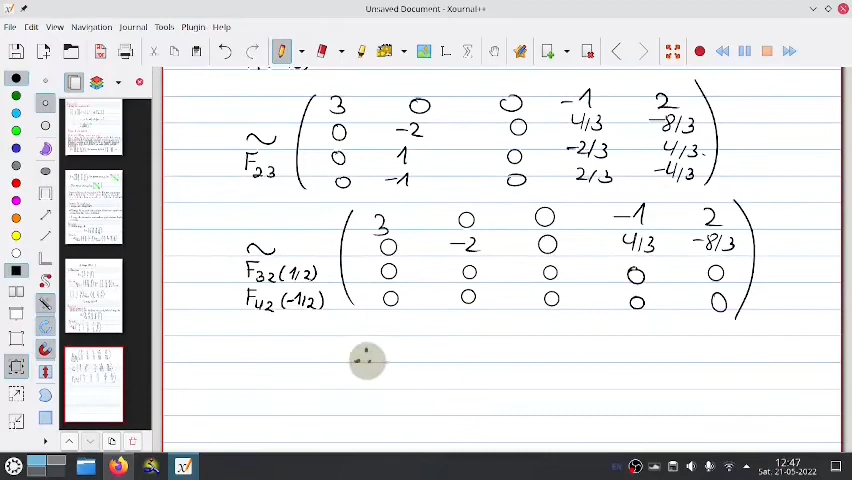 Unsaved Document - Xournal++
File Edit View Navigation Journal Tools Plugin Help
3 0 0 -1 2
~ 0 -2 0 4/3 -8/3
F23 0 1 0 -2/3 4/3
0 -1 0 2/3 -4/3
3 0 0 -1 2
~ 0 -2 0 4/3 -8/3
F32(1/2) 0 0 0 0 0
F42(-1/2) 0 0 0 0 0
EN
12:47
Sat. 21-05-2022